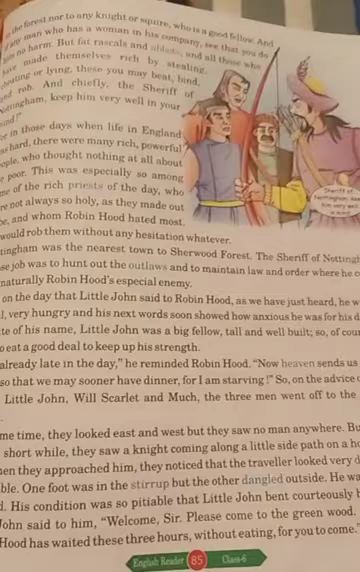 the forest nor to any knight or squire, who is a good fellow. And
any man who has a woman in his company, see that you do
no harm. But fat rascals and and all those who
have made themselves rich by stealing,
cheating or lying, these you may beat, bind,
and rob. And chiefly, the Sheriff of
Nottingham, keep him very well in your
mind!"
Sheriff of
Nottingham, keep
him very well
in mind
in those days when life in England
as hard, there were many rich, powerful
people, who thought nothing at all about
poor. This was especially so among
me of the rich priests of the day, who
re not always so holy, as they made out
be, and whom Robin Hood hated most.
would rob them without any hesitation whatever.
tingham was the nearest town to Sherwood Forest. The Sheriff of Nottingh
se job was to hunt out the outlaws and to maintain law and order where he c
naturally Robin Hood's especial enemy.
on the day that Little John said to Robin Hood, as we have just heard, he w
l, very hungry and his next words soon showed how anxious he was for his d
te of his name, Little John was a big fellow, tall and well built; so, of cour
o eat a good deal to keep up his strength.
already late in the day," he reminded Robin Hood. "Now heaven sends us
so that we may sooner have dinner, for I am starving!" So, on the advice o
Little John, Will Scarlet and Much, the three men went off to the
me time, they looked east and west but they saw no man anywhere. Bu
short while, they saw a knight coming along a little side path on a ho
hen they approached him, they noticed that the traveller looked very d
ble. One foot was in the stirrup but the other dangled outside. He wa
d. His condition was so pitiable that Little John bent courteously b
John said to him, "Welcome, Sir. Please come to the green wood.
Hood has waited these three hours, without eating, for you to come."
English Reader 85 Class-6